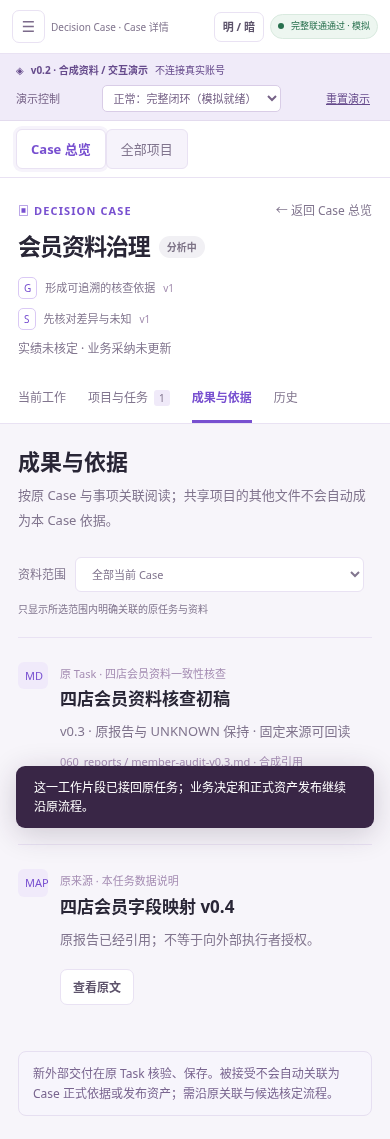 ☰ Decision Case · Case 详情 明 / 暗 完整联通通过 · 模拟
◈ v0.2 · 合成资料 / 交互演示 不连接真实账号
演示控制 正常：完整闭环（模拟就绪） 重置演示
Case 总览 全部项目
DECISION CASE ← 返回 Case 总览
会员资料治理 分析中
G 形成可追溯的核查依据 v1
S 先核对差异与未知 v1
实绩未核定 · 业务采纳未更新
当前工作 项目与任务 1 成果与依据 历史
成果与依据
按原 Case 与事项关联阅读；共享项目的其他文件不会自动成
为本 Case 依据。
资料范围 全部当前 Case
只显示所选范围内明确关联的原任务与资料
MD 原 Task · 四店会员资料一致性核查
四店会员资料核查初稿
v0.3 · 原报告与 UNKNOWN 保持 · 固定来源可回读
060_reports / member-audit-v0.3.md · 合成引用
这一工作片段已接回原任务；业务决定和正式资产发布继续
沿原流程。
MAP 原来源 · 本任务数据说明
四店会员字段映射 v0.4
原报告已经引用；不等于向外部执行者授权。
查看原文
新外部交付在原 Task 核验、保存。被接受不会自动关联为
Case 正式依据或发布资产；需沿原关联与候选核定流程。